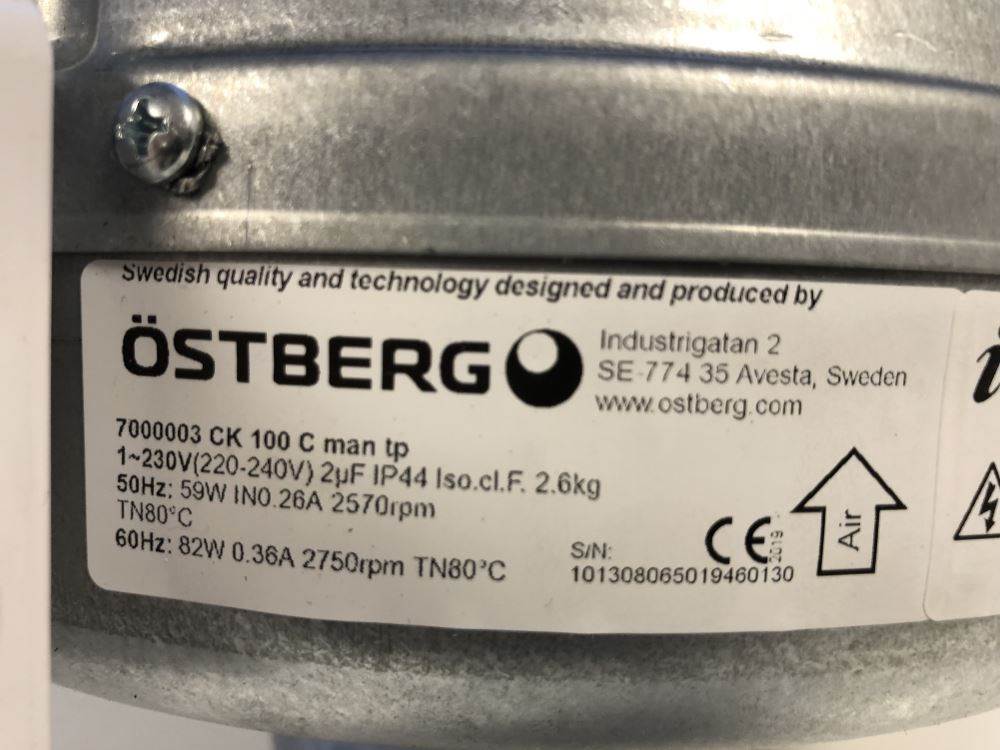 Swedish quality and technology designed and produced by
ÖSTBERG
Industrigatan 2
SE-774 35 Avesta, Sweden
www.ostberg.com
7000003 CK 100 C man tp
1~230V(220-240V) 2µF IP44 Iso.cl.F. 2.6kg
50Hz: 59W IN0.26A 2570rpm
TN80°C
60Hz: 82W 0.36A 2750rpm TN80°C
S/N:
101308065019460130
CE
2019
Air
i